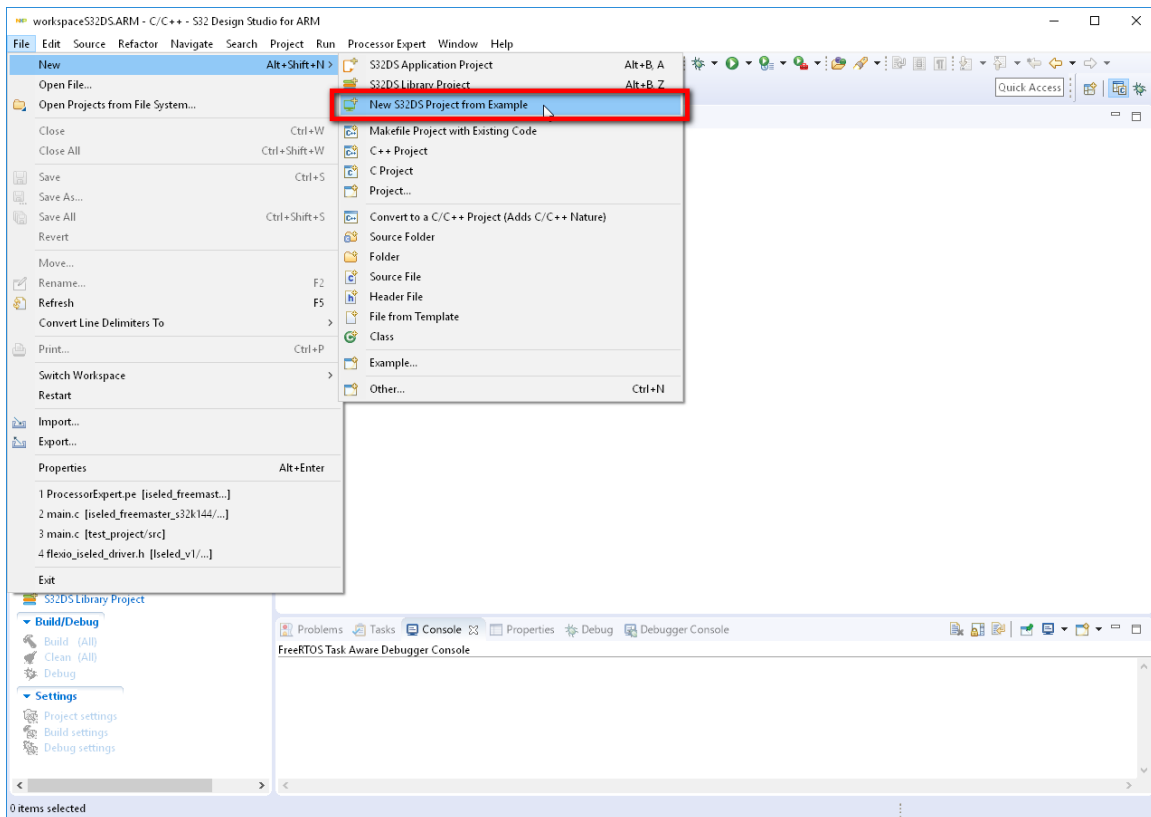 workspaceS32DS.ARM - C/C++ - S32 Design Studio for ARM
File Edit Source Refactor Navigate Search Project Run Processor Expert Window Help
New Alt+Shift+N >
Open File...
Open Projects from File System...
Close Ctrl+W
Close All Ctrl+Shift+W
Save Ctrl+S
Save As...
Save All Ctrl+Shift+S
Revert
Move...
Rename... F2
Refresh F5
Convert Line Delimiters To >
Print... Ctrl+P
Switch Workspace >
Restart
Import...
Export...
Properties Alt+Enter
1 ProcessorExpert.pe [iseled_freemast...]
2 main.c [iseled_freemaster_s32k144/...]
3 main.c [test_project/src]
4 flexio_iseled_driver.h [Iseled_v1/...]
Exit
S32DS Application Project Alt+B, A
S32DS Library Project Alt+B, Z
New S32DS Project from Example
Makefile Project with Existing Code
C++ Project
C Project
Project...
Convert to a C/C++ Project (Adds C/C++ Nature)
Source Folder
Folder
Source File
Header File
File from Template
Class
Example...
Other... Ctrl+N
Quick Access
S32DS Library Project
Build/Debug
Build (All)
Clean (All)
Debug
Settings
Project settings
Build settings
Debug settings
Problems Tasks Console Properties Debug Debugger Console
FreeRTOS Task Aware Debugger Console
0 items selected